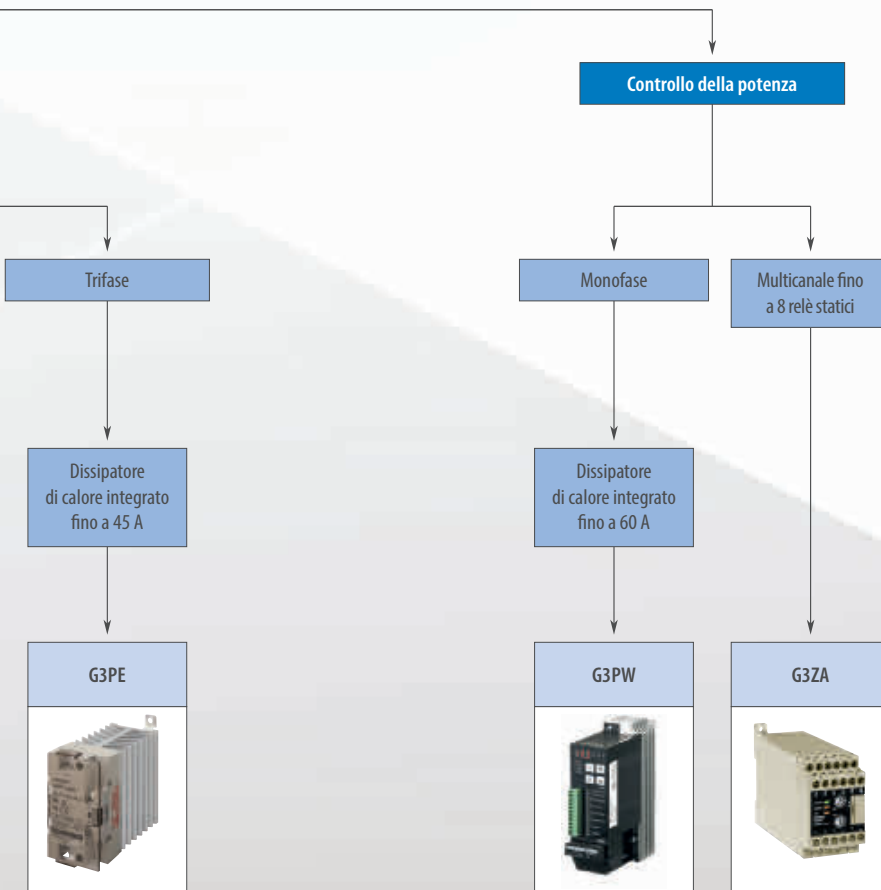 Controllo della potenza
Trifase
Monofase
Multicanale fino
a 8 relè statici
Dissipatore
di calore integrato
fino a 45 A
Dissipatore
di calore integrato
fino a 60 A
G3PE
G3PW
G3ZA